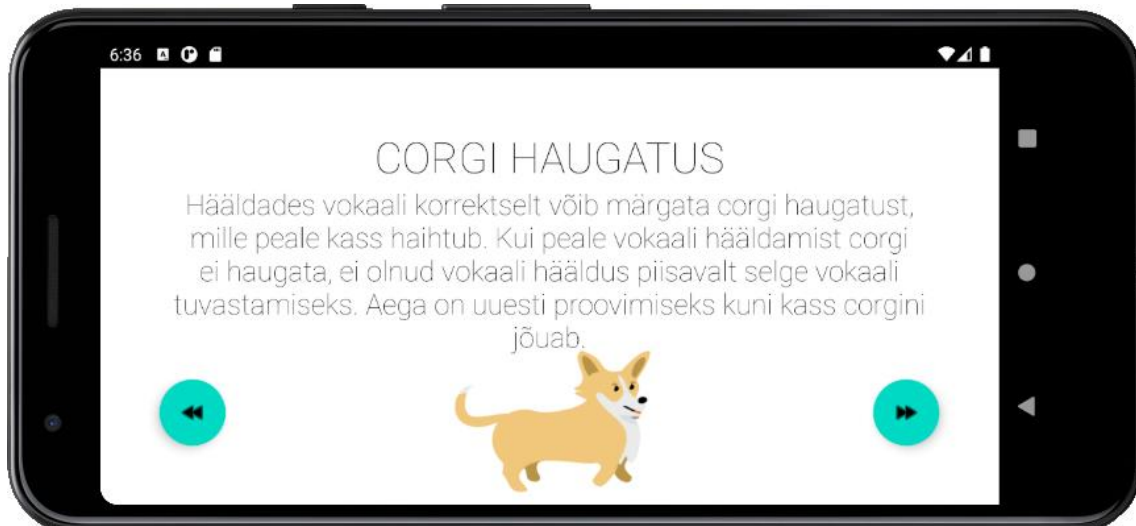 6:36
CORGI HAUGATUS
Hääldades vokaali korrektselt võib märgata corgi haugatust,
mille peale kass haihtub. Kui peale vokaali hääldamist corgi
ei haugata, ei olnud vokaali hääldus piisavalt selge vokaali
tuvastamiseks. Aega on uuesti proovimiseks kuni kass corgini
jõuab.